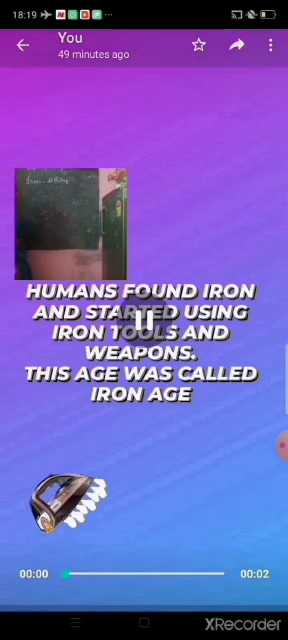 18:19
You
49 minutes ago
HUMANS FOUND IRON
AND STARTED USING
IRON TOOLS AND
WEAPONS.
THIS AGE WAS CALLED
IRON AGE
00:00
00:02
XRecorder